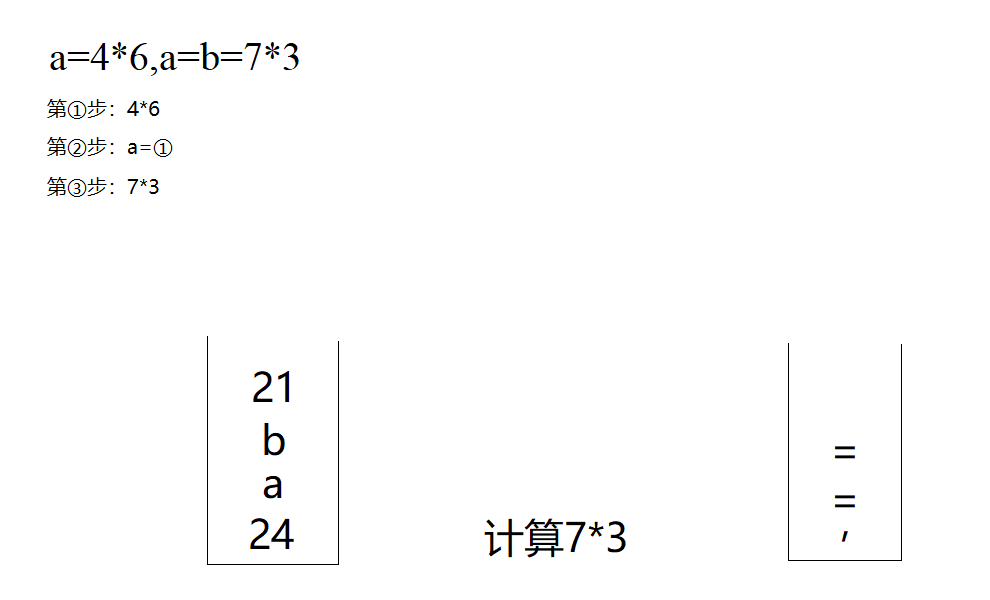 a=4*6,a=b=7*3
第①步：4*6
第②步：a=①
第③步：7*3
21
b
a
24
计算7*3
=
=
,